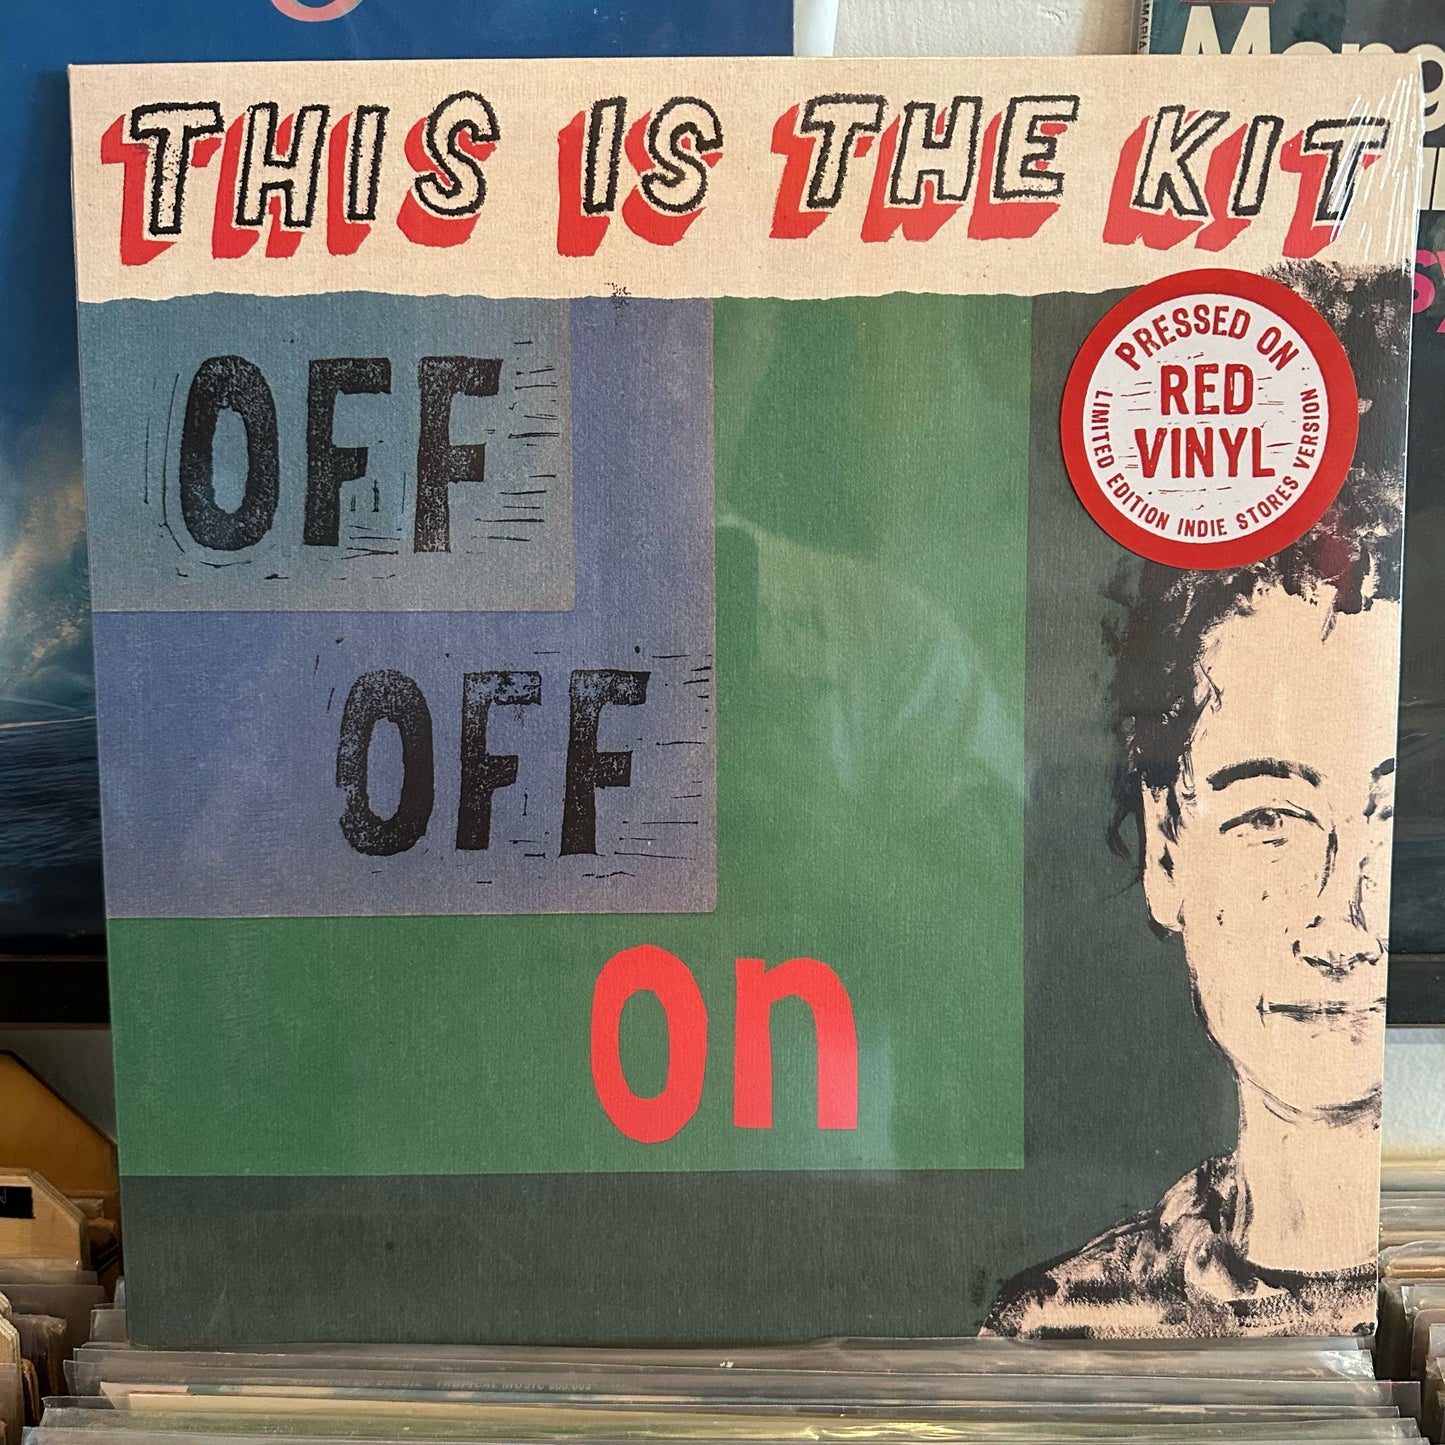 THIS IS THE KIT
OFF
OFF
on
PRESSED ON
RED
VINYL
LIMITED EDITION INDIE STORES VERSION